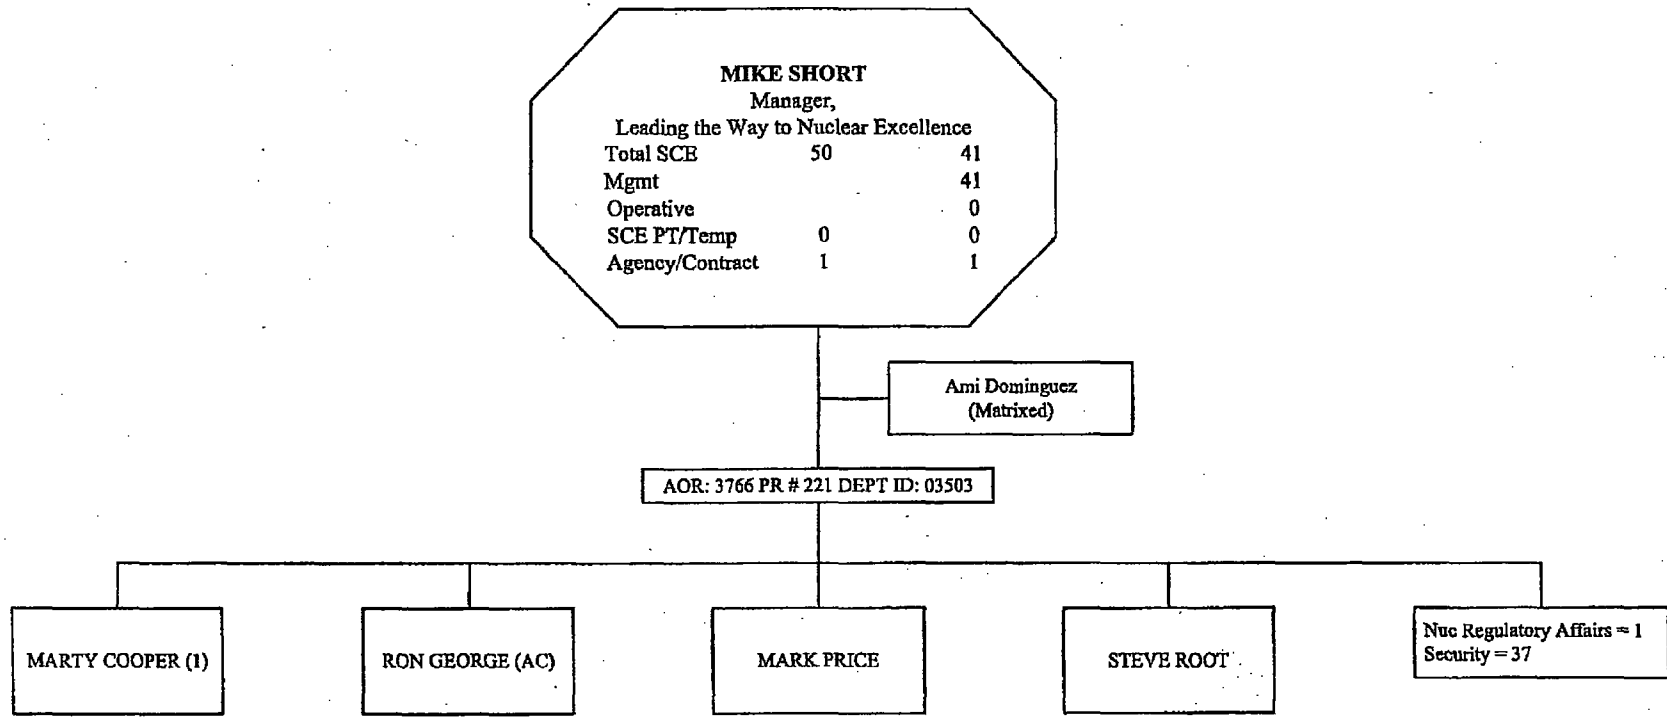 MIKE SHORT
Manager,
Leading the Way to Nuclear Excellence
Total SCE 50 41
Mgmt 41
Operative 0
SCE PT/Temp 0 0
Agency/Contract 1 1
Ami Dominguez
(Matrixed)
AOR: 3766 PR # 221 DEPT ID: 03503
MARTY COOPER (1)
RON GEORGE (AC)
MARK PRICE
STEVE ROOT
Nuc Regulatory Affairs = 1
Security = 37